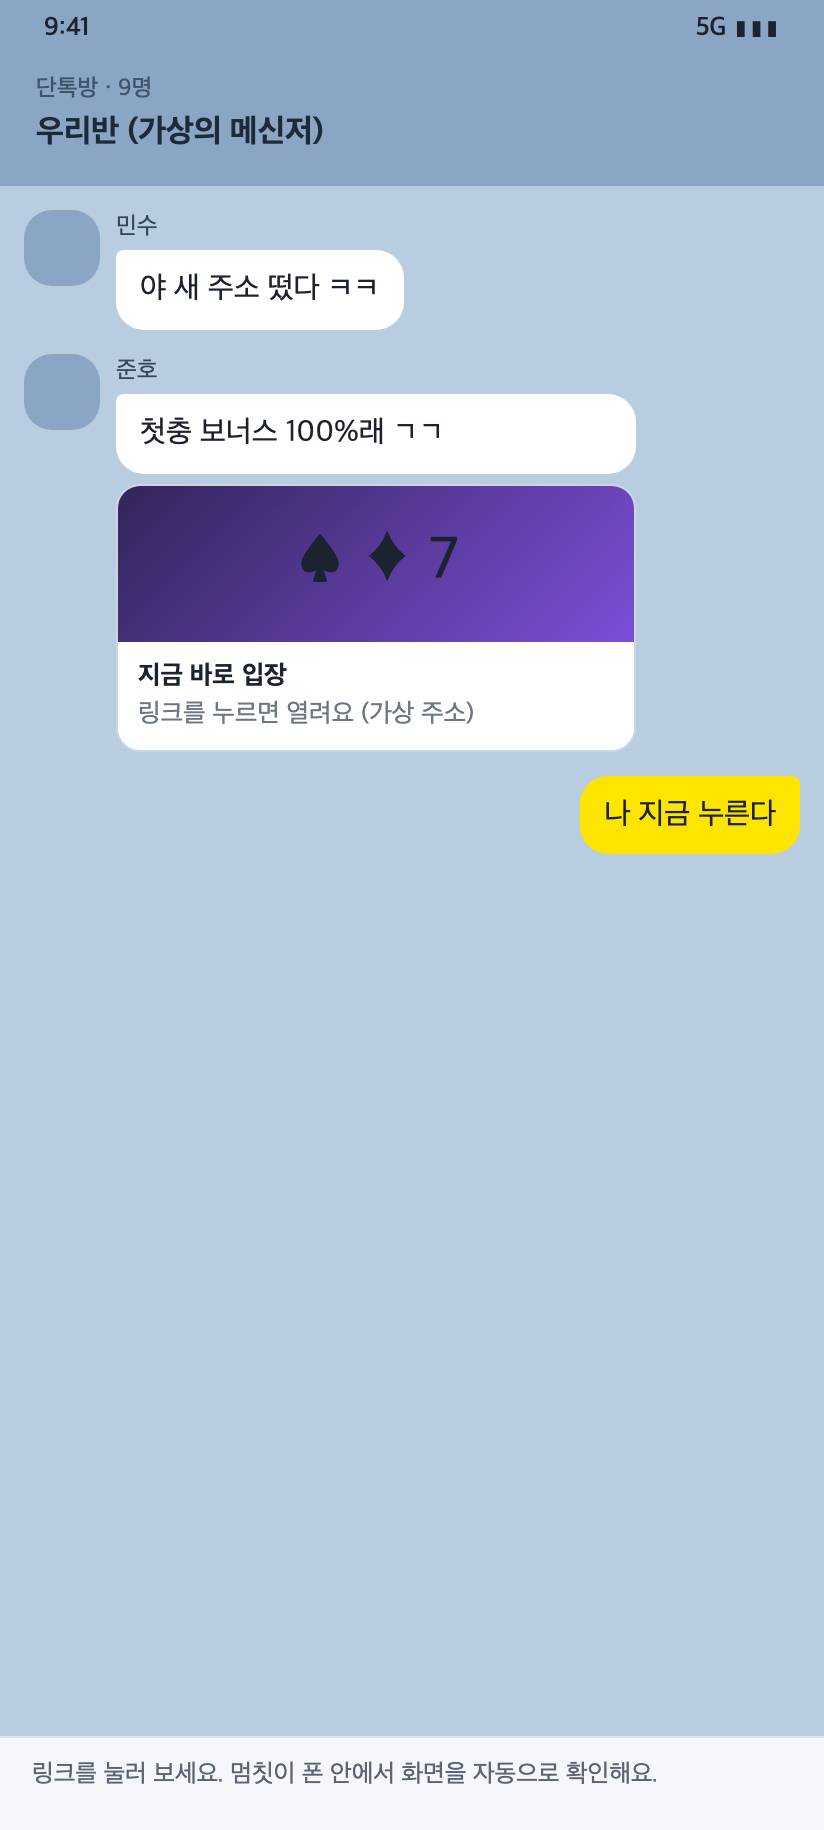 9:41
5G
단톡방 · 9명
우리반 (가상의 메신저)
민수
야 새 주소 떴다 ㅋㅋ
준호
첫충 보너스 100%래 ㄱㄱ
♠ ♦ 7
지금 바로 입장
링크를 누르면 열려요 (가상 주소)
나 지금 누른다
링크를 눌러 보세요. 멈칫이 폰 안에서 화면을 자동으로 확인해요.